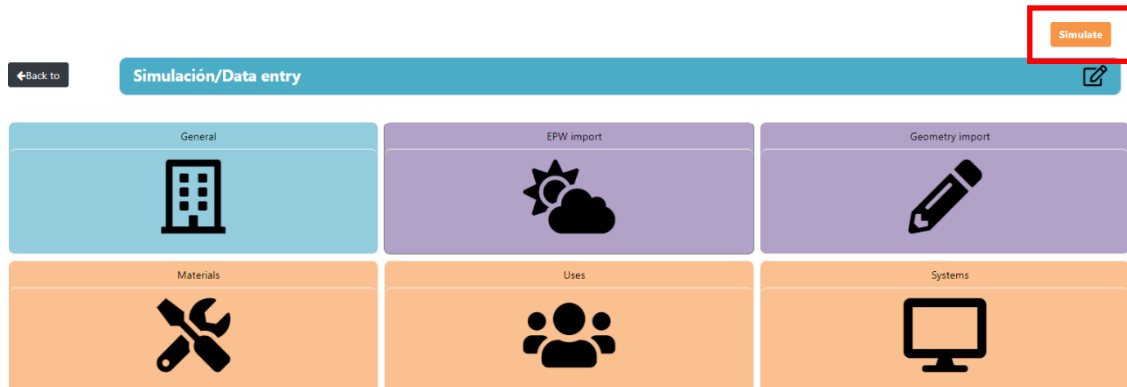 Simulate
Back to
Simulación/Data entry
General
EPW import
Geometry import
Materials
Uses
Systems